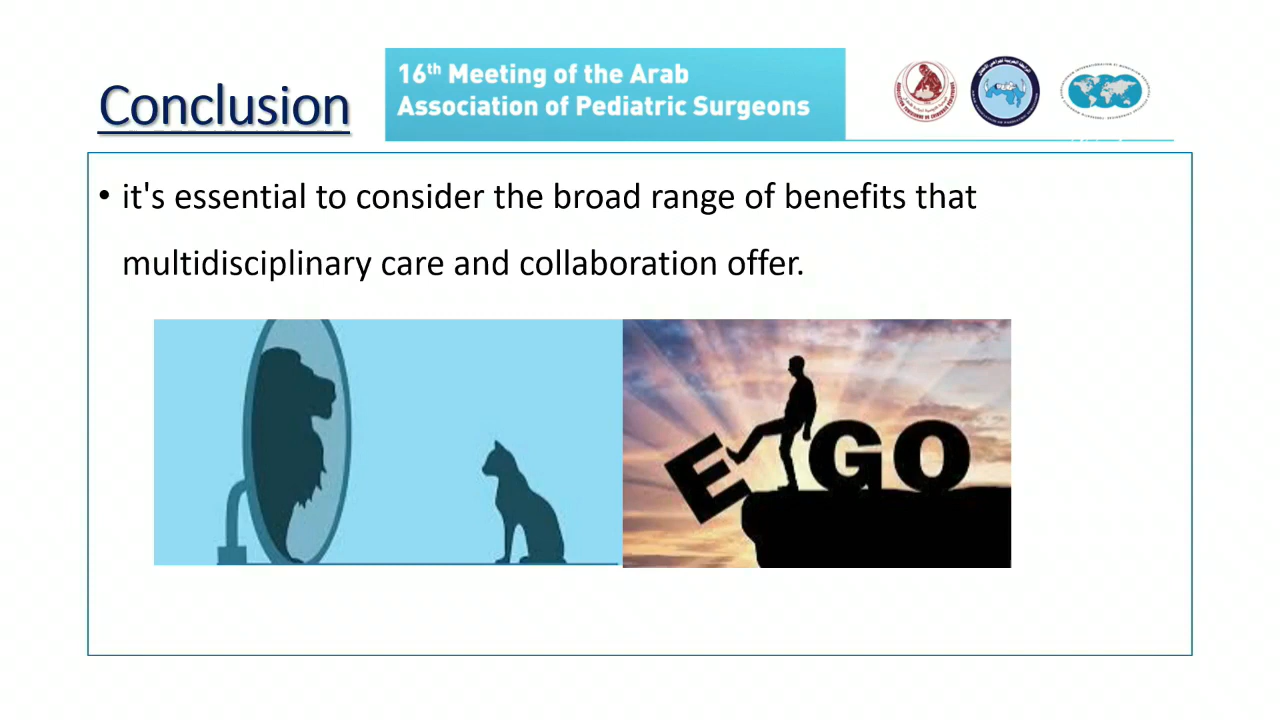 Conclusion
16th Meeting of the Arab
Association of Pediatric Surgeons
• it's essential to consider the broad range of benefits that
multidisciplinary care and collaboration offer.
E GO